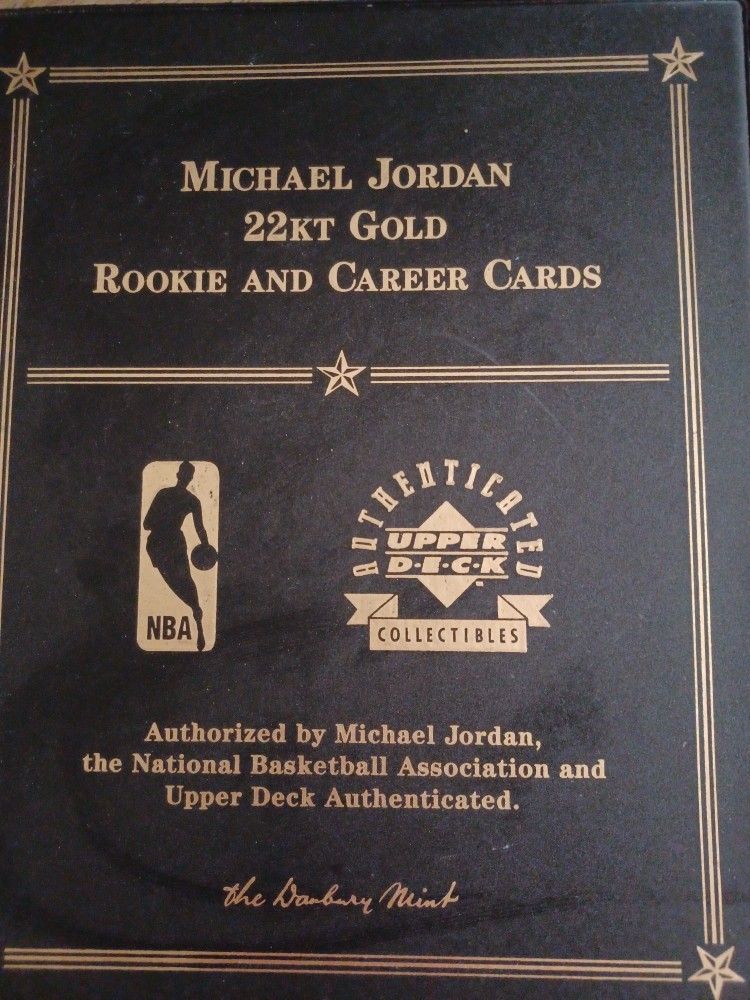 MICHAEL JORDAN
22KT GOLD
ROOKIE AND CAREER CARDS
NBA
AUTHENTICATED
UPPER
D·E·C·K
COLLECTIBLES
Authorized by Michael Jordan,
the National Basketball Association and
Upper Deck Authenticated.
the Danbury Mint